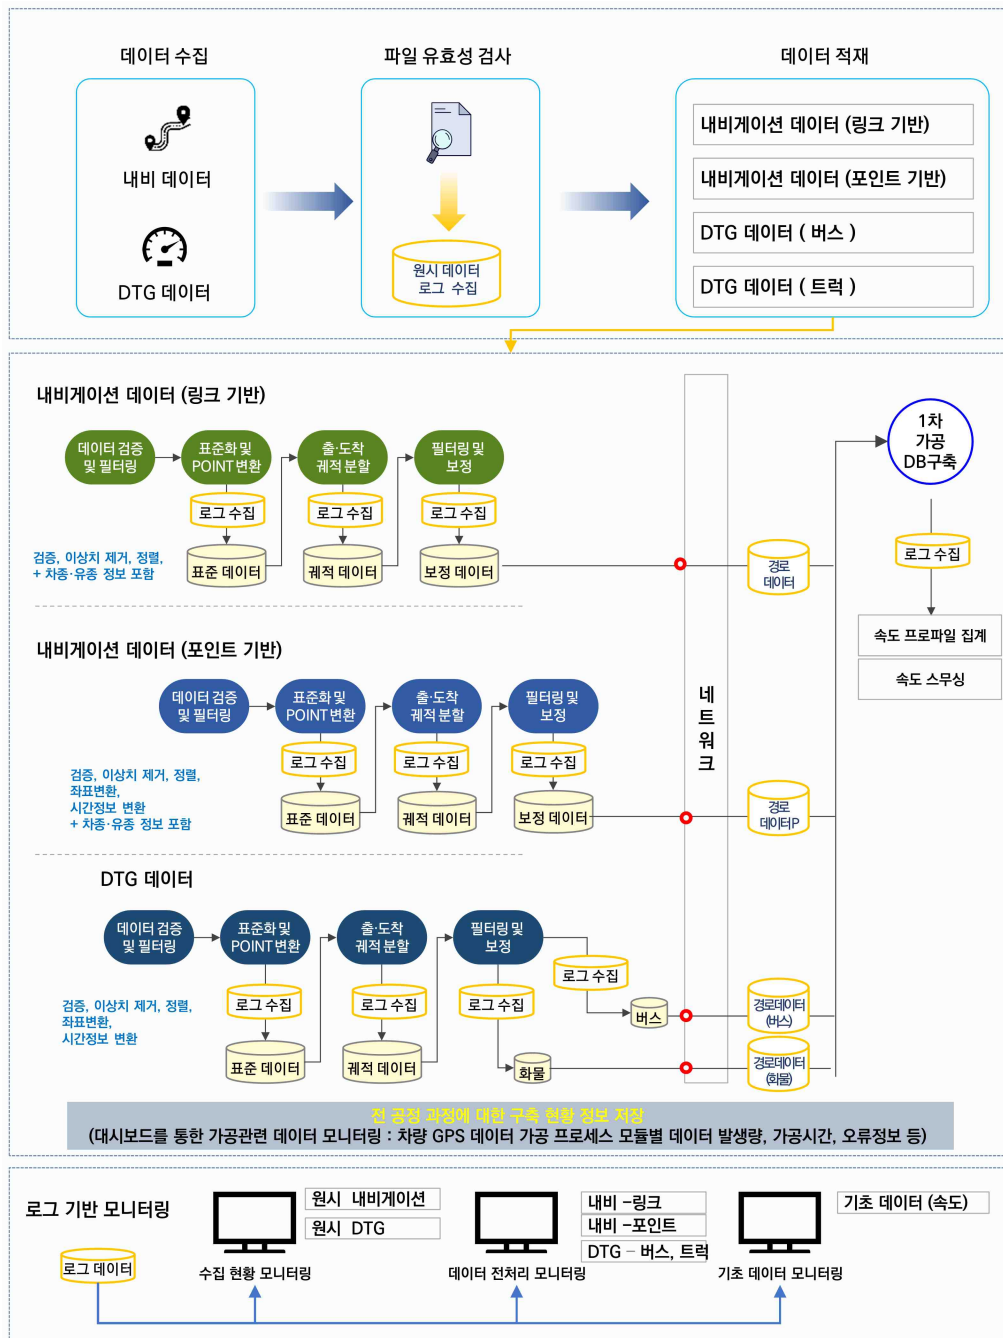 데이터 수집
파일 유효성 검사
데이터 적재
내비 데이터
DTG 데이터
원시 데이터
로그 수집
내비게이션 데이터 (링크 기반)
내비게이션 데이터 (포인트 기반)
DTG 데이터 ( 버스 )
DTG 데이터 ( 트럭 )
내비게이션 데이터 (링크 기반)
데이터 검증
및 필터링
표준화 및
POINT변환
출·도착
궤적 분할
필터링 및
보정
로그 수집
로그 수집
로그 수집
표준 데이터
궤적 데이터
보정 데이터
검증, 이상치 제거, 정렬,
+ 차종·유종 정보 포함
경로
데이터
1차
가공
DB구축
로그 수집
속도 프로파일 집계
속도 스무싱
네트워크
내비게이션 데이터 (포인트 기반)
데이터 검증
및 필터링
표준화 및
POINT변환
출·도착
궤적 분할
필터링 및
보정
로그 수집
로그 수집
로그 수집
표준 데이터
궤적 데이터
보정 데이터
검증, 이상치 제거, 정렬,
좌표변환,
시간정보 변환
+ 차종·유종 정보 포함
경로
데이터P
DTG 데이터
데이터 검증
및 필터링
표준화 및
POINT변환
출·도착
궤적 분할
필터링 및
보정
로그 수집
로그 수집
로그 수집
로그 수집
표준 데이터
궤적 데이터
버스
화물
검증, 이상치 제거, 정렬,
좌표변환,
시간정보 변환
경로데이터
(버스)
경로데이터
(화물)
전 공정 과정에 대한 구축 현황 정보 저장
(대시보드를 통한 가공관련 데이터 모니터링 : 차량 GPS 데이터 가공 프로세스 모듈별 데이터 발생량, 가공시간, 오류정보 등)
로그 기반 모니터링
로그 데이터
원시 내비게이션
원시 DTG
수집 현황 모니터링
내비 -링크
내비 -포인트
DTG - 버스, 트럭
데이터 전처리 모니터링
기초 데이터 (속도)
기초 데이터 모니터링